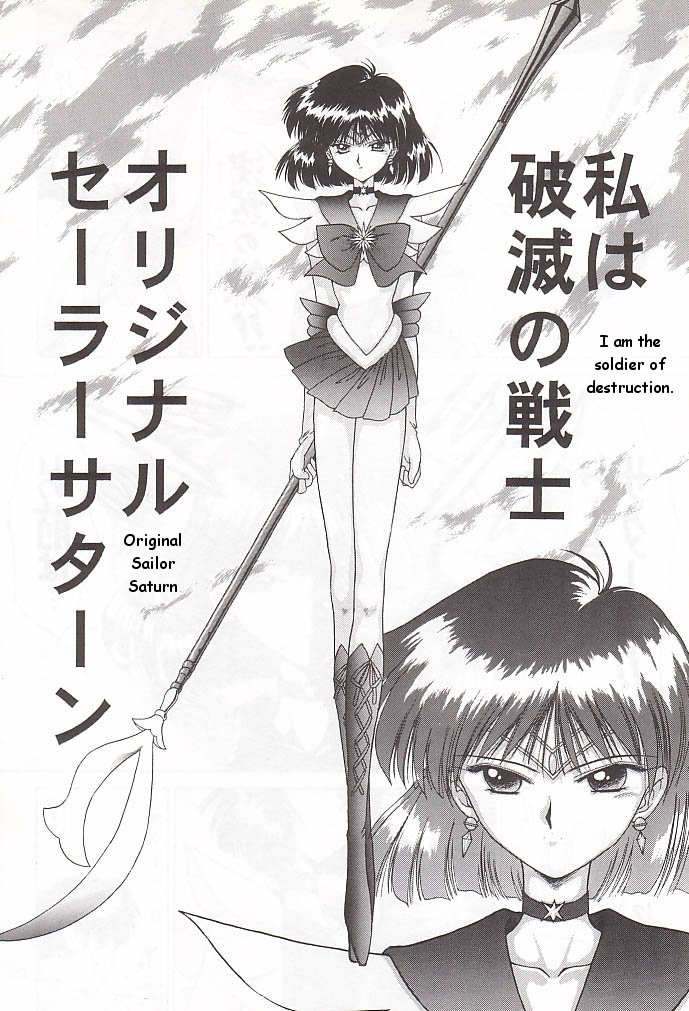 私は
破滅の戦士
I am the
soldier of
destruction.
オリジナル
セーラーサターン
Original
Sailor
Saturn